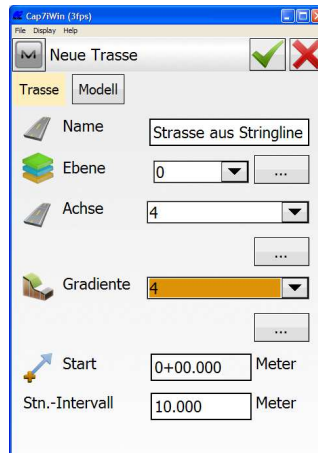 Cap7iWin (3fps)
File Display Help
M Neue Trasse
Trasse Modell
Name Strasse aus Stringline
Ebene 0 ...
Achse 4
...
Gradiente 4
...
Start 0+00.000 Meter
Stn.-Intervall 10.000 Meter